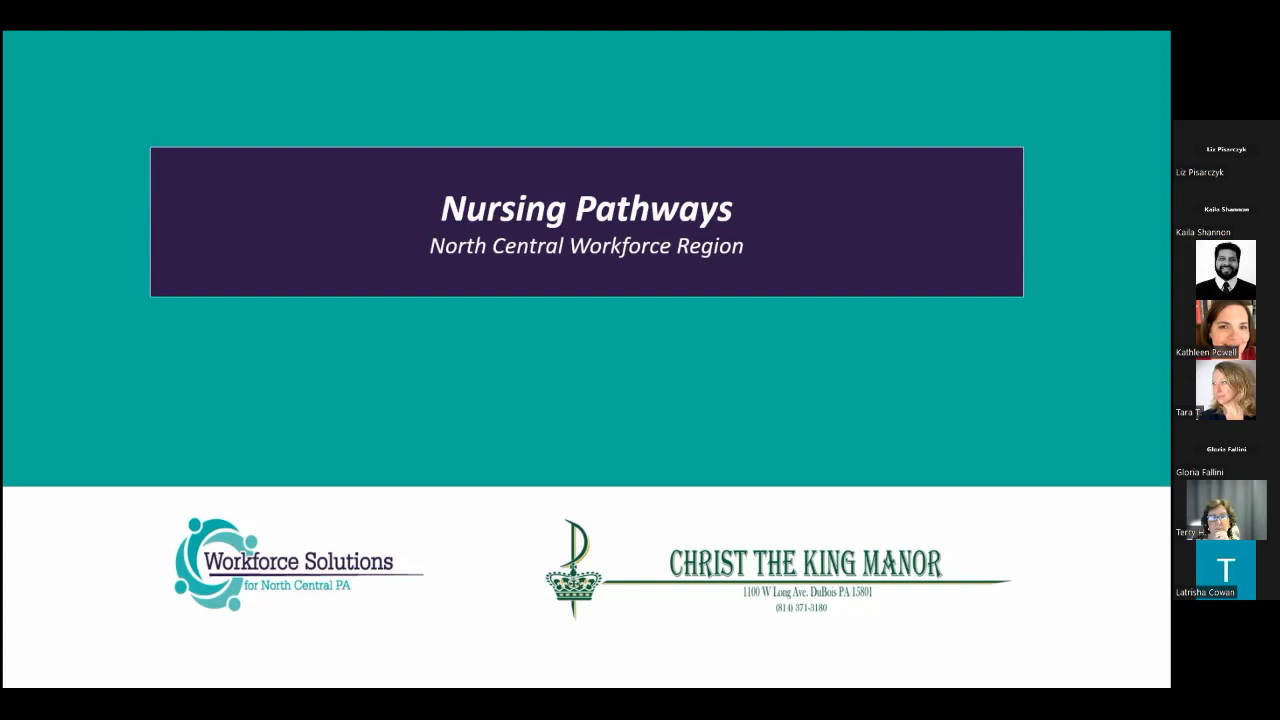 Nursing Pathways
North Central Workforce Region
Workforce Solutions
for North Central PA
CHRIST THE KING MANOR
1100 W Long Ave. DuBois PA 15801
(814) 371-3180
Liz Pisarczyk
Liz Pisarczyk
Kaila Shannon
Kaila Shannon
Kathleen Powell
Tara T.
Gloria Fallini
Gloria Fallini
Terry H.
T
Latrisha Cowan